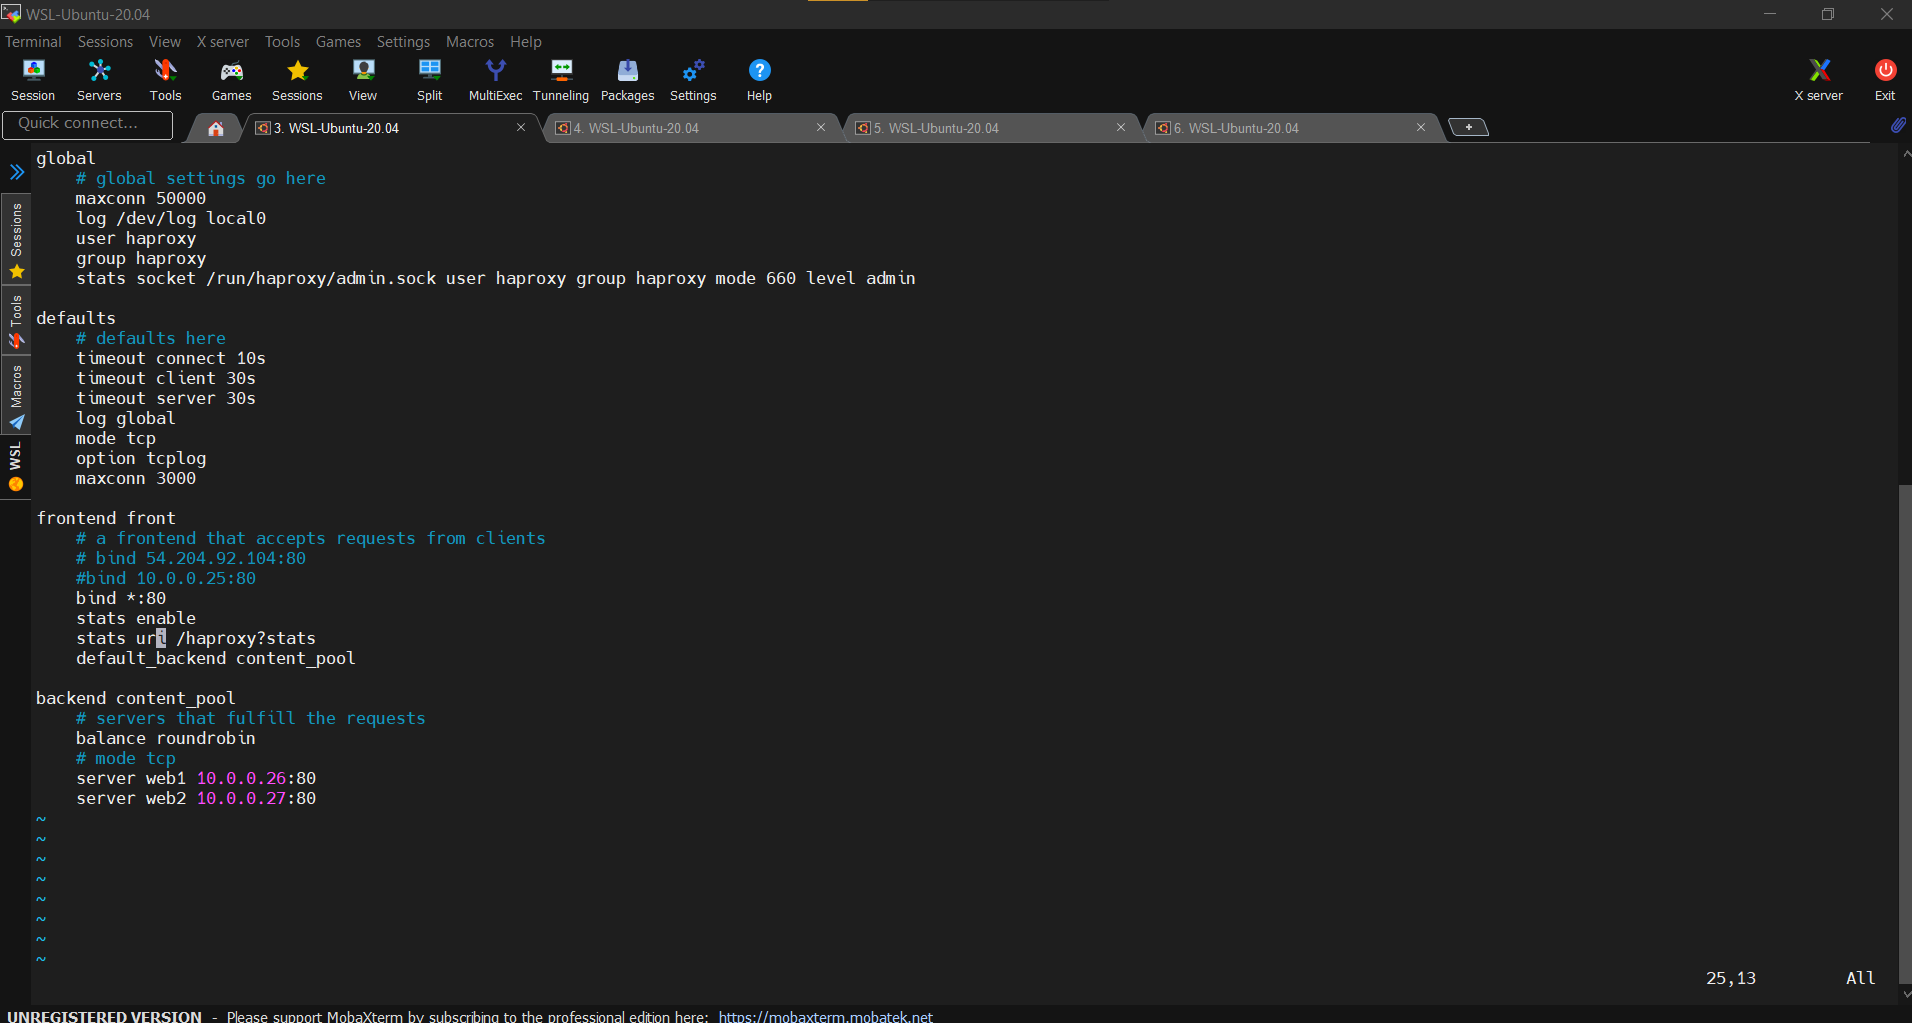 WSL-Ubuntu-20.04
Terminal Sessions View X server Tools Games Settings Macros Help
Session Servers Tools Games Sessions View Split MultiExec Tunneling Packages Settings Help X server Exit
Quick connect...
3. WSL-Ubuntu-20.04
4. WSL-Ubuntu-20.04
5. WSL-Ubuntu-20.04
6. WSL-Ubuntu-20.04
Sessions
Tools
Macros
WSL
global
    # global settings go here
    maxconn 50000
    log /dev/log local0
    user haproxy
    group haproxy
    stats socket /run/haproxy/admin.sock user haproxy group haproxy mode 660 level admin
defaults
    # defaults here
    timeout connect 10s
    timeout client 30s
    timeout server 30s
    log global
    mode tcp
    option tcplog
    maxconn 3000
frontend front
    # a frontend that accepts requests from clients
    # bind 54.204.92.104:80
    #bind 10.0.0.25:80
    bind *:80
    stats enable
    stats uri /haproxy?stats
    default_backend content_pool
backend content_pool
    # servers that fulfill the requests
    balance roundrobin
    # mode tcp
    server web1 10.0.0.26:80
    server web2 10.0.0.27:80
~
~
~
~
~
~
~
~
25,13 All
UNREGISTERED VERSION - Please support MobaXterm by subscribing to the professional edition here: https://mobaxterm.mobatek.net